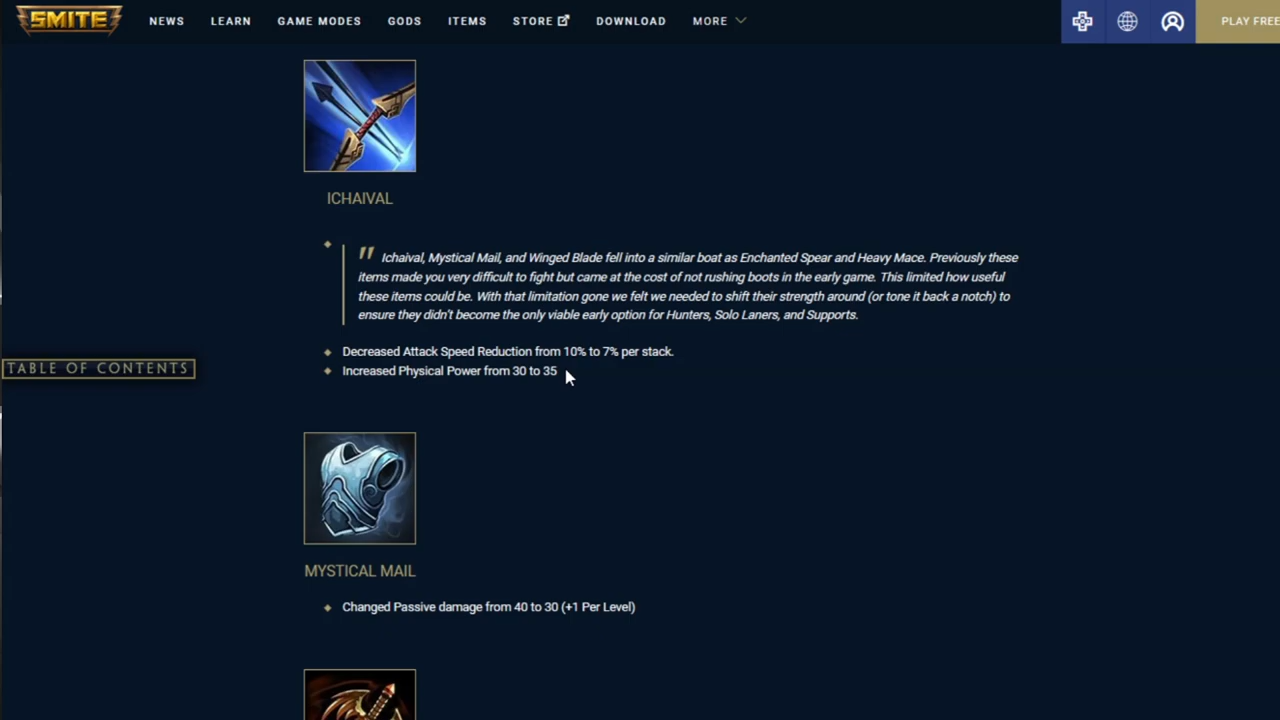 SMITE NEWS LEARN GAME MODES GODS ITEMS STORE DOWNLOAD MORE PLAY FREE
ICHAIVAL
" Ichaival, Mystical Mail, and Winged Blade fell into a similar boat as Enchanted Spear and Heavy Mace. Previously these
items made you very difficult to fight but came at the cost of not rushing boots in the early game. This limited how useful
these items could be. With that limitation gone we felt we needed to shift their strength around (or tone it back a notch) to
ensure they didn't become the only viable early option for Hunters, Solo Laners, and Supports.
Decreased Attack Speed Reduction from 10% to 7% per stack.
TABLE OF CONTENTS
Increased Physical Power from 30 to 35
MYSTICAL MAIL
Changed Passive damage from 40 to 30 (+1 Per Level)